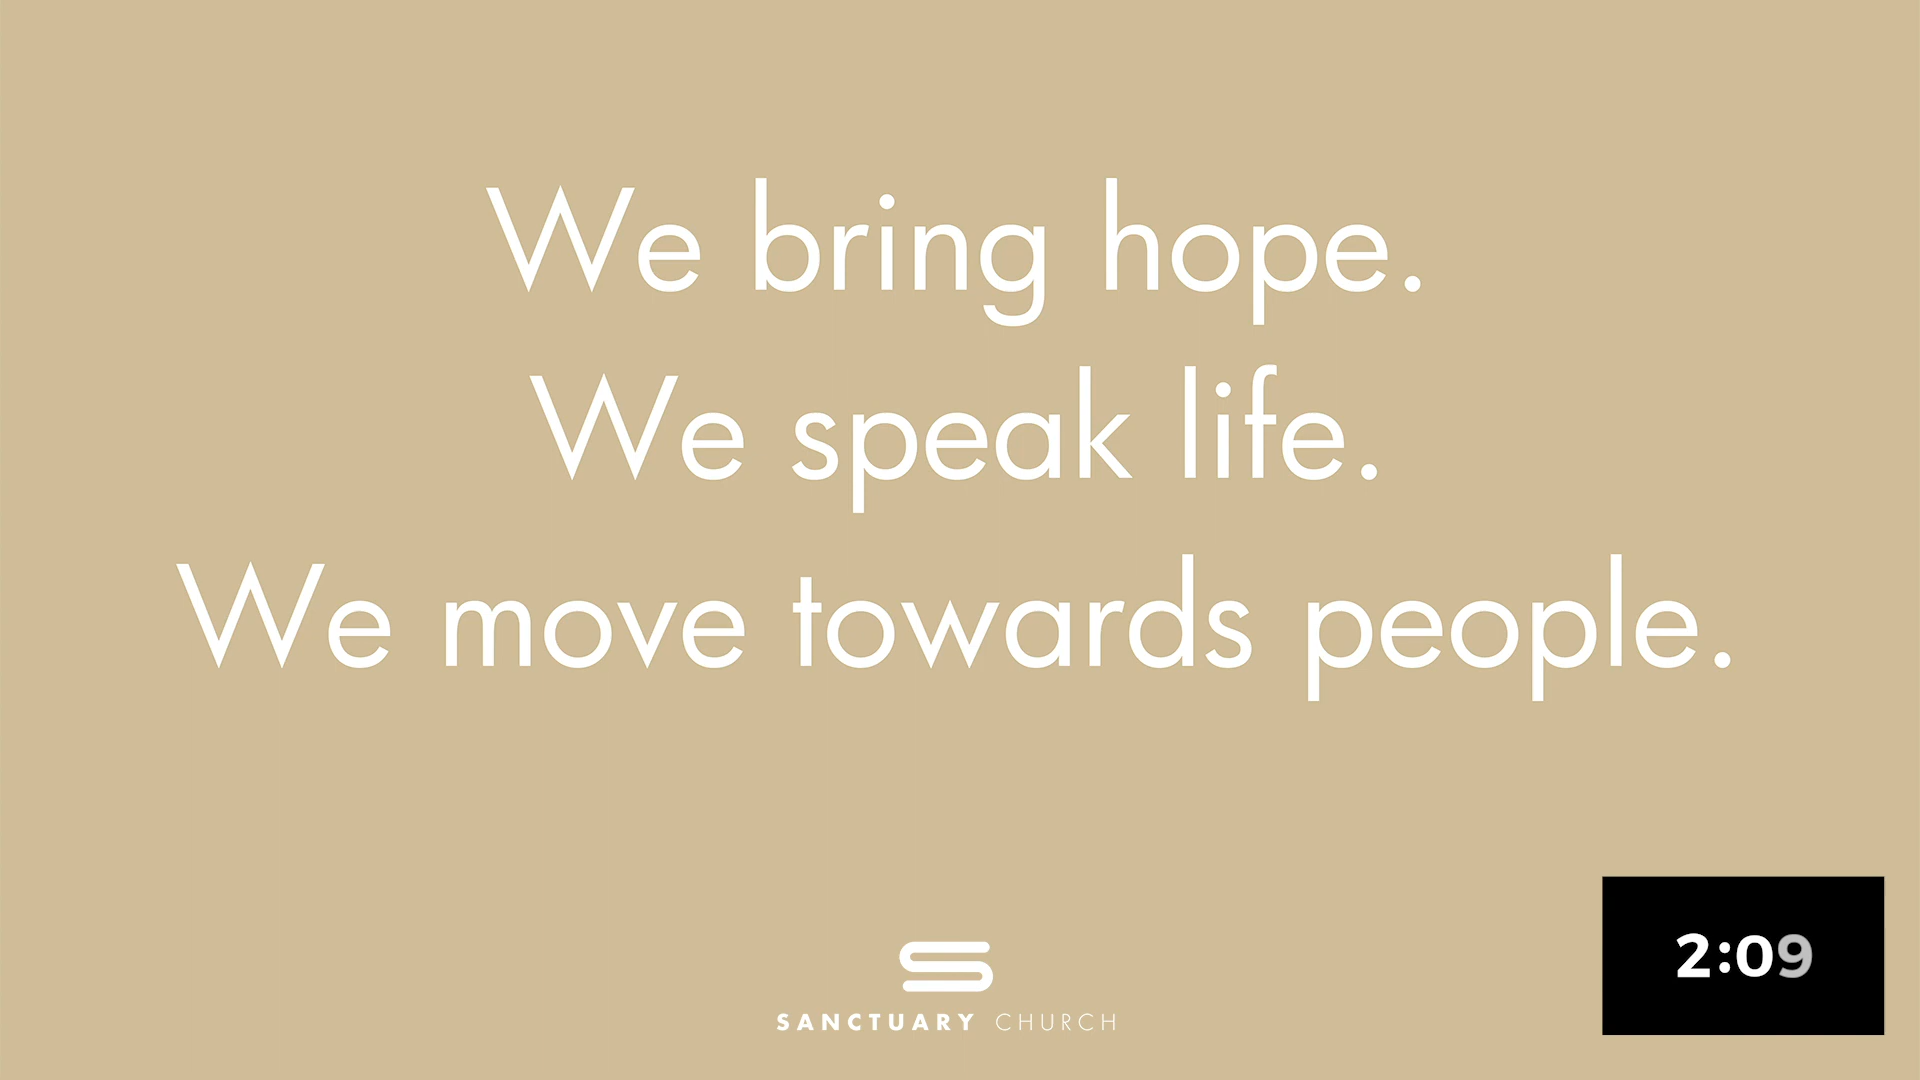 We bring hope.
We speak life.
We move towards people.
SANCTUARY CHURCH
2:09